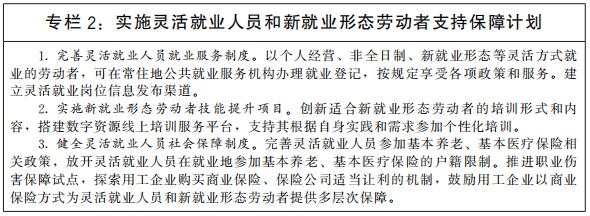 专栏2：实施灵活就业人员和新就业形态劳动者支持保障计划
1. 完善灵活就业人员就业服务制度。以个人经营、非全日制、新就业形态等灵活方式就
业的劳动者，可在常住地公共就业服务机构办理就业登记，按规定享受各项政策和服务。建
立灵活就业岗位信息发布渠道。
2. 实施新就业形态劳动者技能提升项目。创新适合新就业形态劳动者的培训形式和内
容，搭建数字资源线上培训服务平台，支持其根据自身实践和需求参加个性化培训。
3. 健全灵活就业人员社会保障制度。完善灵活就业人员参加基本养老、基本医疗保险相
关政策，放开灵活就业人员在就业地参加基本养老、基本医疗保险的户籍限制。推进职业伤
害保障试点，探索用工企业购买商业保险、保险公司适当让利的机制，鼓励用工企业以商业
保险方式为灵活就业人员和新就业形态劳动者提供多层次保障。